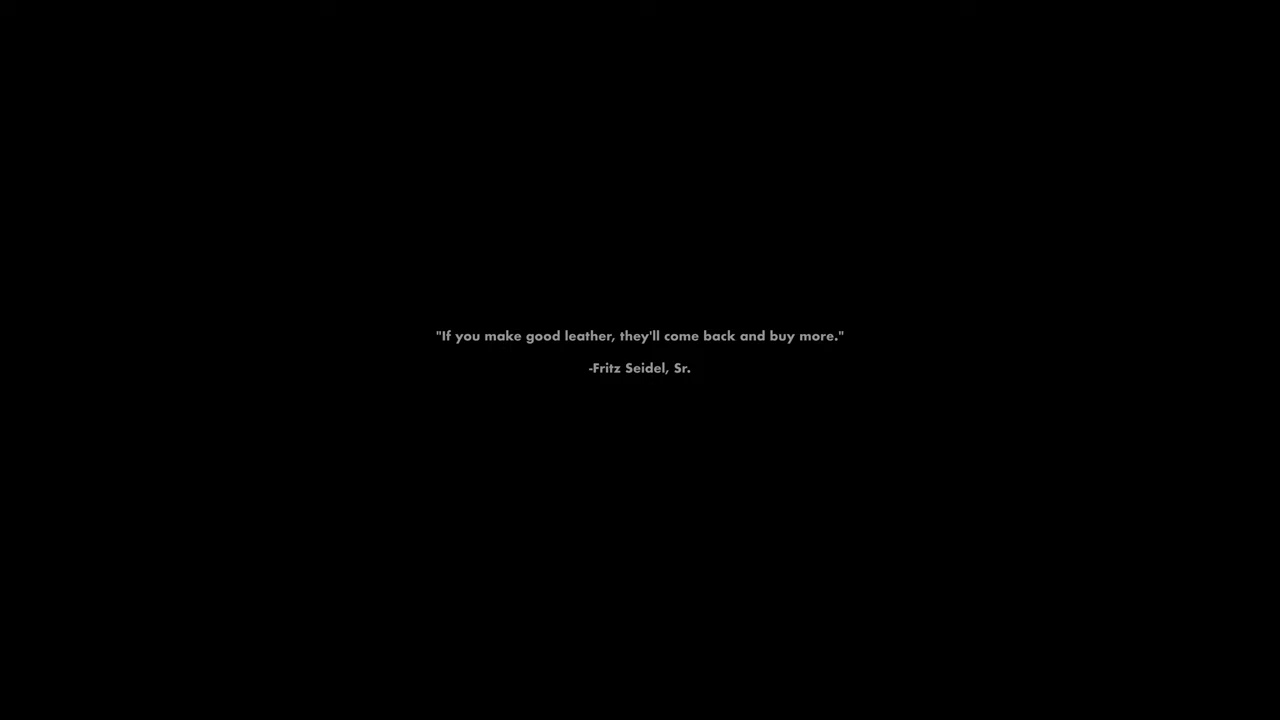 "If you make good leather, they'll come back and buy more."
-Fritz Seidel, Sr.